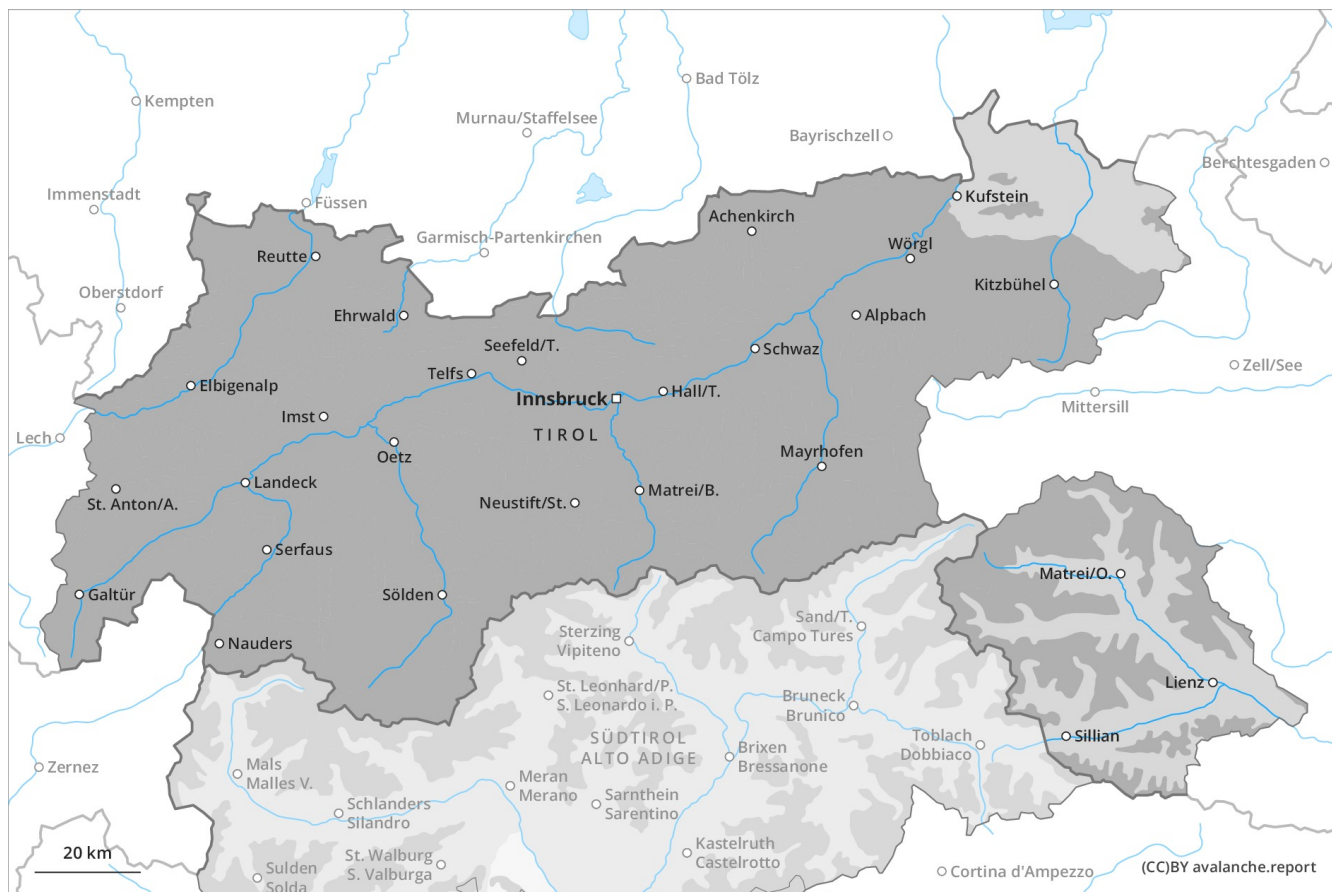 Bad Tölz
Kempten
Murnau/Staffelsee
Bayrischzell
Berchtesgaden
Immenstadt
Füssen
Kufstein
Achenkirch
Garmisch-Partenkirchen
Wörgl
Reutte
Kitzbühel
Oberstdorf
Ehrwald
Alpbach
Seefeld/T.
Schwaz
Zell/See
Telfs
Elbigenalp
Hall/T.
Innsbruck
Mittersill
Imst
TIROL
Lech
Oetz
Mayrhofen
Landeck
Matrei/B.
St. Anton/A.
Neustift/St.
Serfaus
Matrei/O.
Galtür
Sölden
Sand/T.
Campo Tures
Sterzing
Vipiteno
Nauders
Lienz
St. Leonhard/P.
S. Leonardo i. P.
Bruneck
Brunico
Toblach
Dobbiaco
Sillian
SÜDTIROL
ALTO ADIGE
Brixen
Bressanone
Zernez
Mals
Malles V.
Meran
Merano
Sarnthein
Sarentino
Schlanders
Silandro
Kastelruth
Castelrotto
20 km
St. Walburg
S. Valburga
Sulden
Solda
Cortina d'Ampezzo
(CC)BY avalanche.report